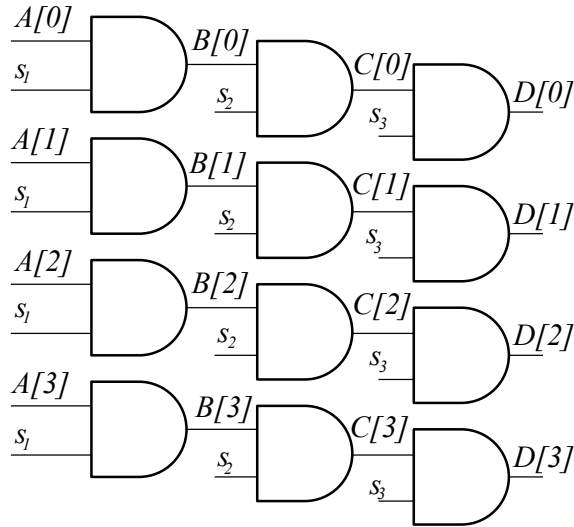 A[0]
B[0]
s1
C[0]
s2
D[0]
s3
A[1]
B[1]
s1
C[1]
s2
D[1]
s3
A[2]
B[2]
s1
C[2]
s2
D[2]
s3
A[3]
B[3]
s1
C[3]
s2
D[3]
s3